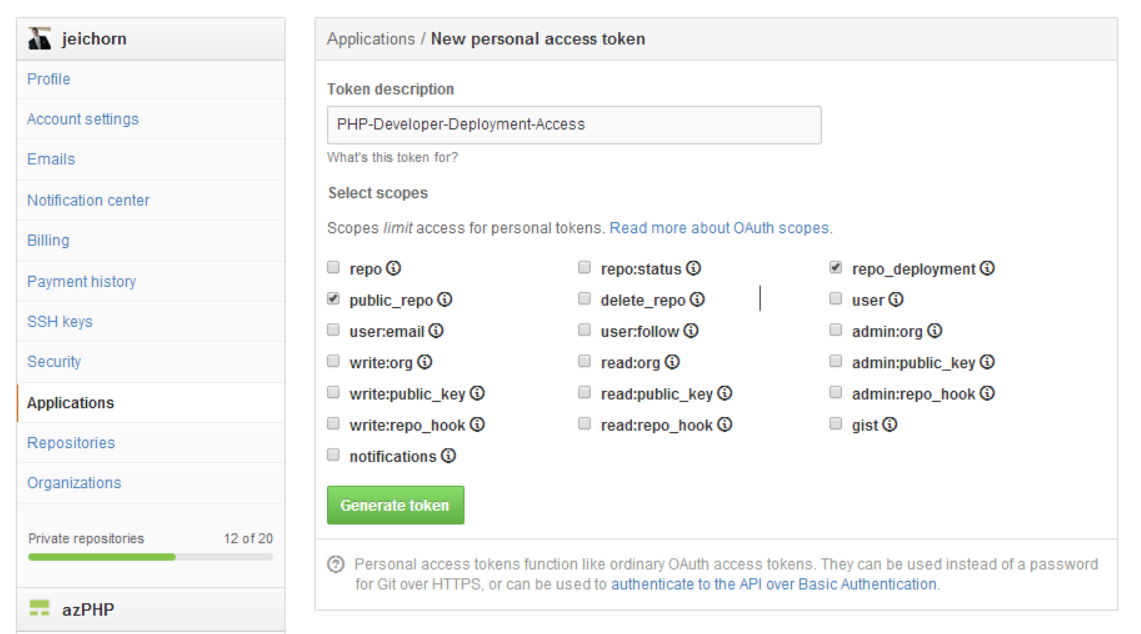 jeichorn
Profile
Account settings
Emails
Notification center
Billing
Payment history
SSH keys
Security
Applications
Repositories
Organizations
Private repositories 12 of 20
azPHP
Applications / New personal access token
Token description
PHP-Developer-Deployment-Access
What's this token for?
Select scopes
Scopes limit access for personal tokens. Read more about OAuth scopes.
repo repo:status repo_deployment
public_repo delete_repo user
user:email user:follow admin:org
write:org read:org admin:public_key
write:public_key read:public_key admin:repo_hook
write:repo_hook read:repo_hook gist
notifications
Generate token
Personal access tokens function like ordinary OAuth access tokens. They can be used instead of a password
for Git over HTTPS, or can be used to authenticate to the API over Basic Authentication.